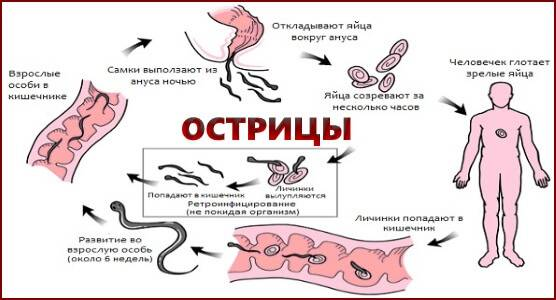 Откладывают яйца
вокруг ануса
Человечек глотает
зрелые яйца
Взрослые
особи в
кишечнике
Самки выползают из
ануса ночью
Яйца созревают за
несколько часов
ОСТРИЦЫ
Попадают в кишечник
Личинки
вылупляются
Ретроинфицирование
(не покидая организм)
Личинки попадают в
кишечник
Развитие во
взрослую особь
(около 6 недель)